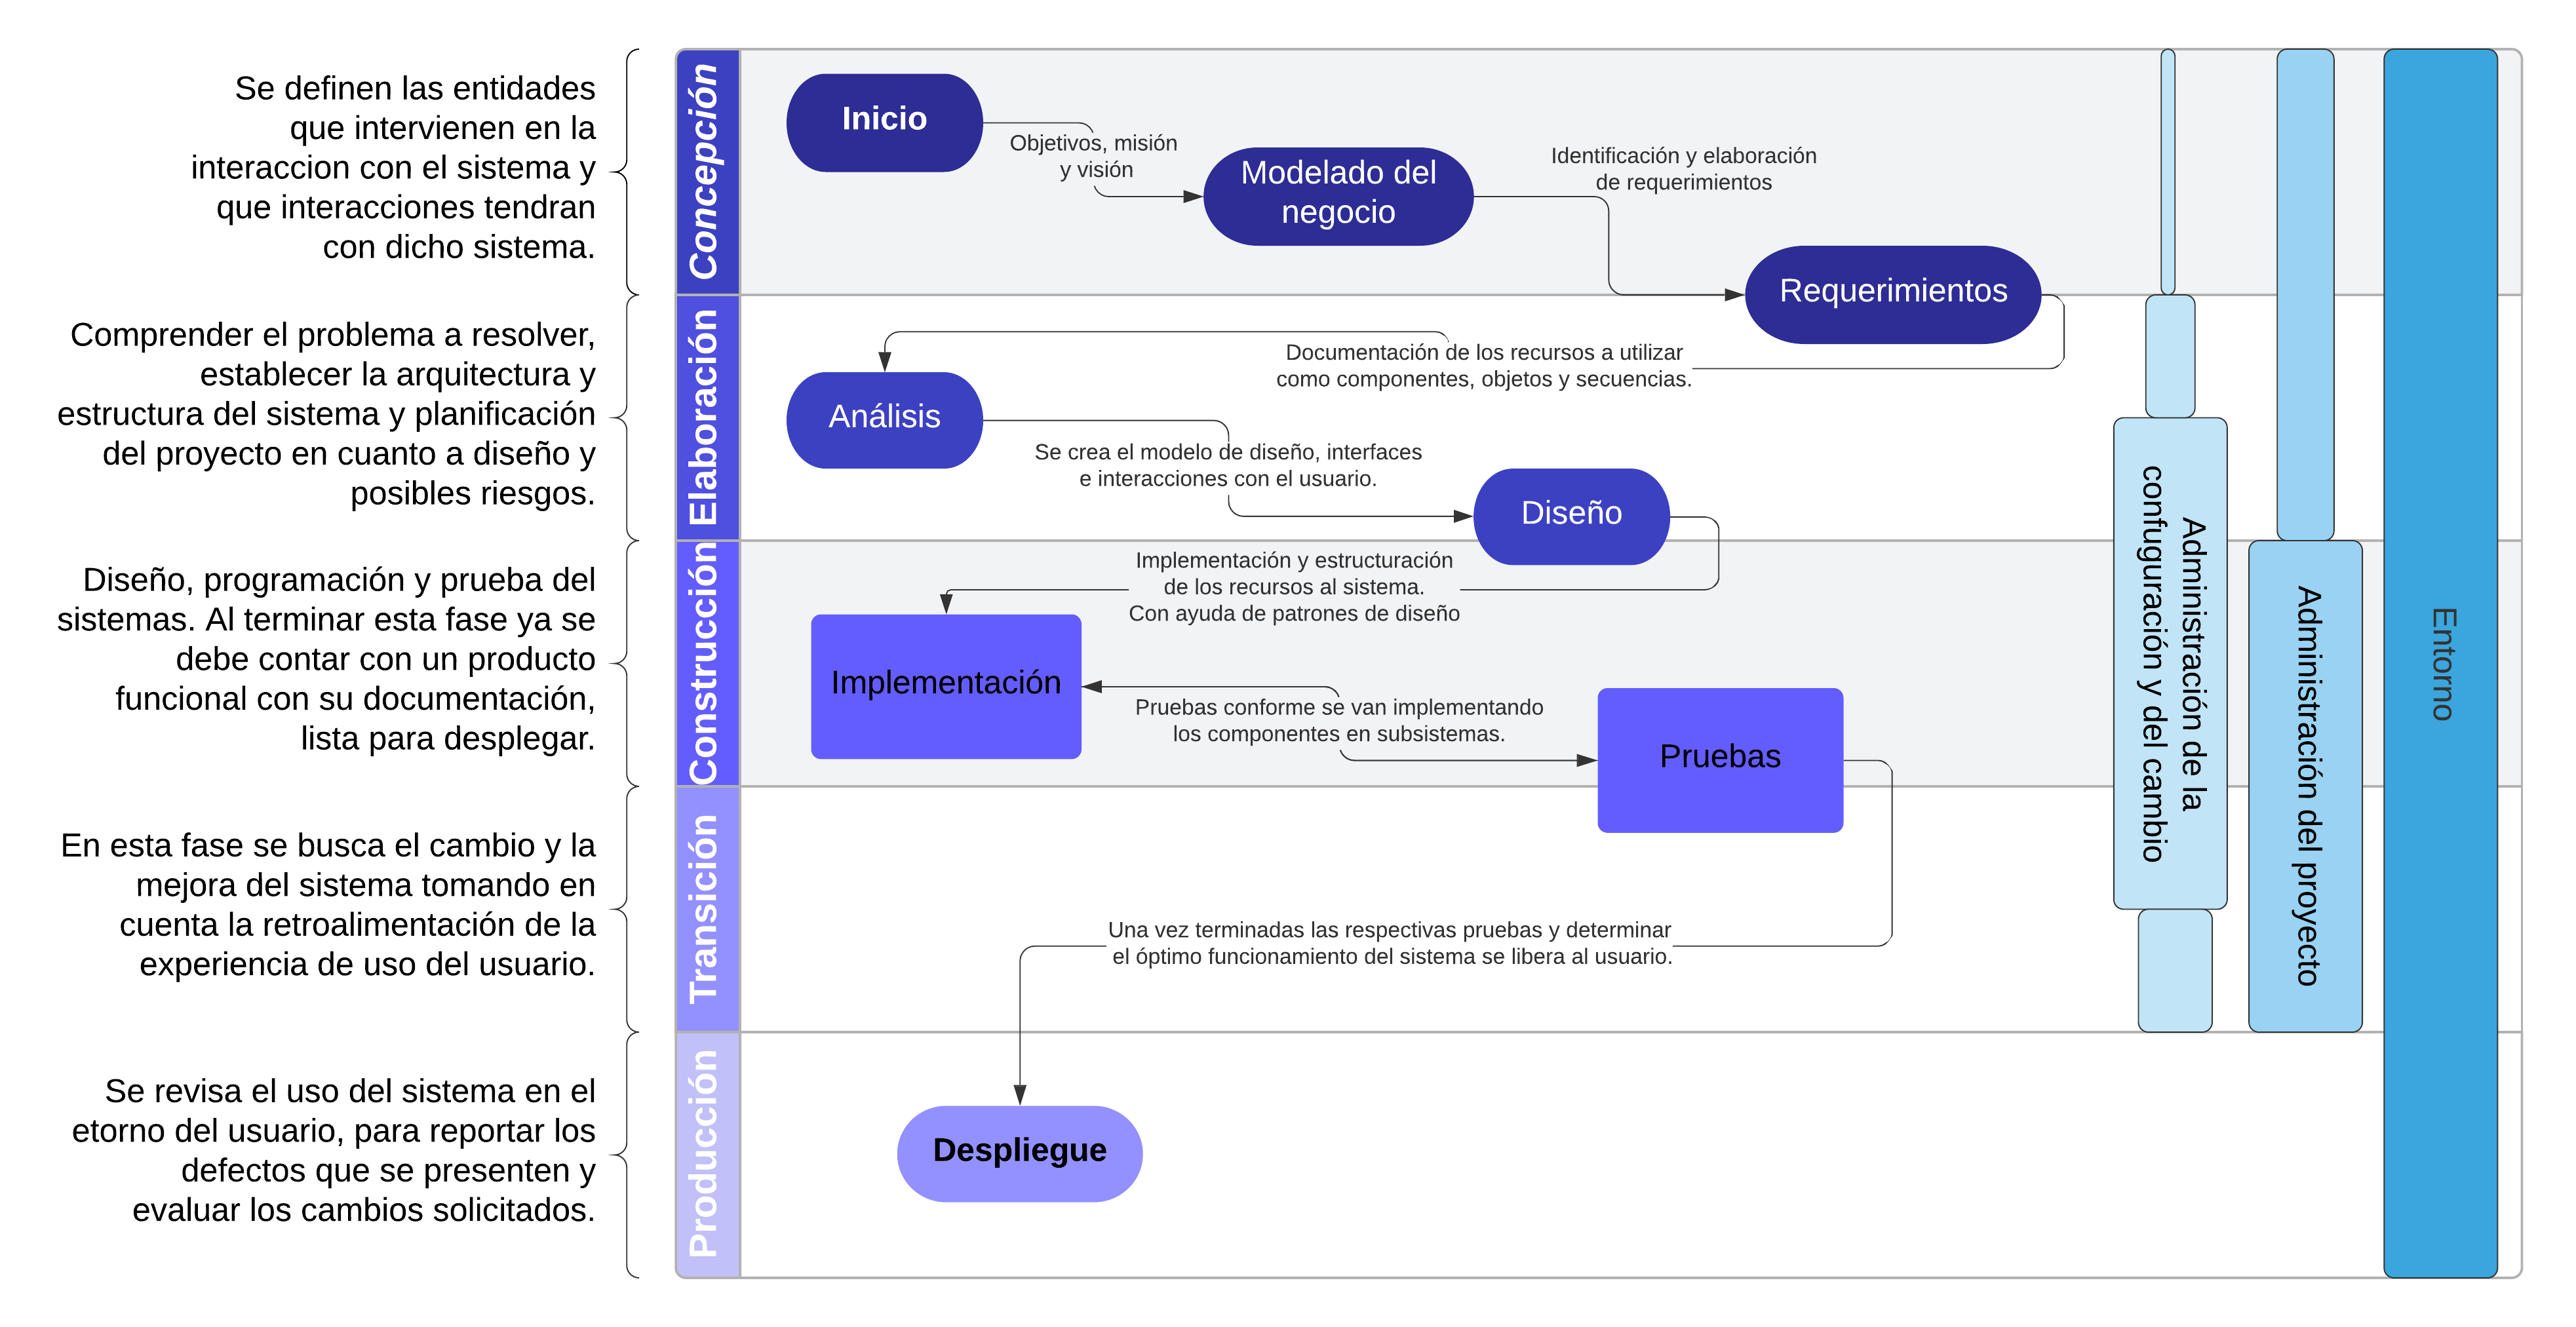 Se definen las entidades
que intervienen en la
interaccion con el sistema y
que interacciones tendran
con dicho sistema.
Concepción
Inicio
Objetivos, misión
y visión
Modelado del
negocio
Identificación y elaboración
de requerimientos
Requerimientos
Comprender el problema a resolver,
establecer la arquitectura y
estructura del sistema y planificación
del proyecto en cuanto a diseño y
posibles riesgos.
Elaboración
Documentación de los recursos a utilizar
como componentes, objetos y secuencias.
Análisis
Se crea el modelo de diseño, interfaces
e interacciones con el usuario.
Diseño
Diseño, programación y prueba del
sistemas. Al terminar esta fase ya se
debe contar con un producto
funcional con su documentación,
lista para desplegar.
Construcción
Implementación y estructuración
de los recursos al sistema.
Con ayuda de patrones de diseño
Implementación
Pruebas conforme se van implementando
los componentes en subsistemas.
Pruebas
En esta fase se busca el cambio y la
mejora del sistema tomando en
cuenta la retroalimentación de la
experiencia de uso del usuario.
Transición
Una vez terminadas las respectivas pruebas y determinar
el óptimo funcionamiento del sistema se libera al usuario.
Se revisa el uso del sistema en el
etorno del usuario, para reportar los
defectos que se presenten y
evaluar los cambios solicitados.
Producción
Despliegue
Administración de la
confuguración y del cambio
Administración del proyecto
Entorno